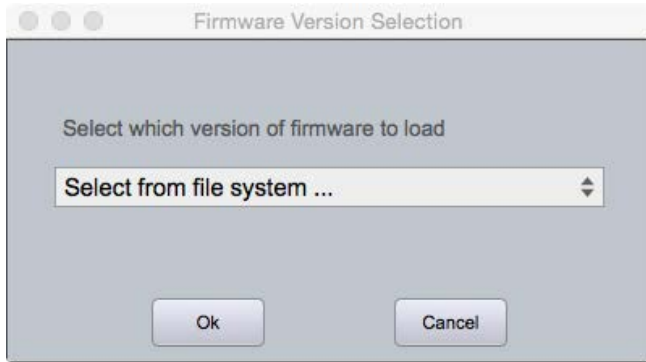 Firmware Version Selection
Select which version of firmware to load
Select from file system ...
Ok Cancel